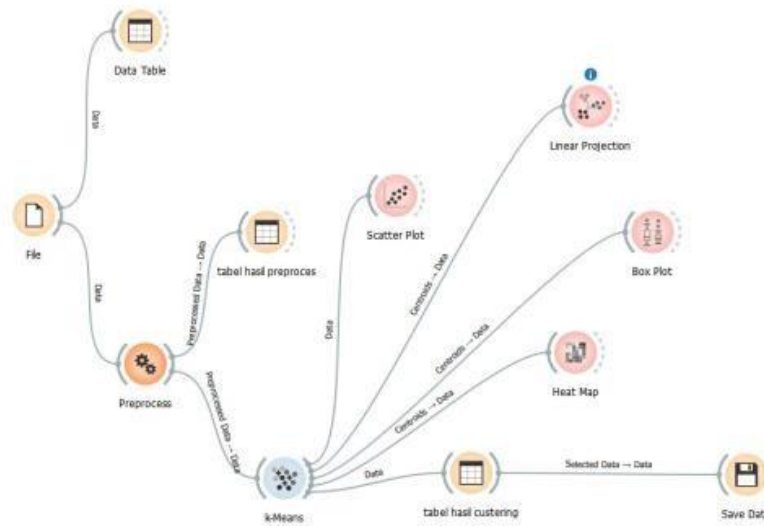 Data Table
Linear Projection
Data
Scatter Plot
File
tabel hasil preproces
Preprocessed Data → Data
Box Plot
Data
Centroids → Data
Data
Centroids → Data
Preprocess
Heat Map
Preprocessed Data → Data
Centroids → Data
Data
Selected Data → Data
k-Means
tabel hasil custering
Save Dat